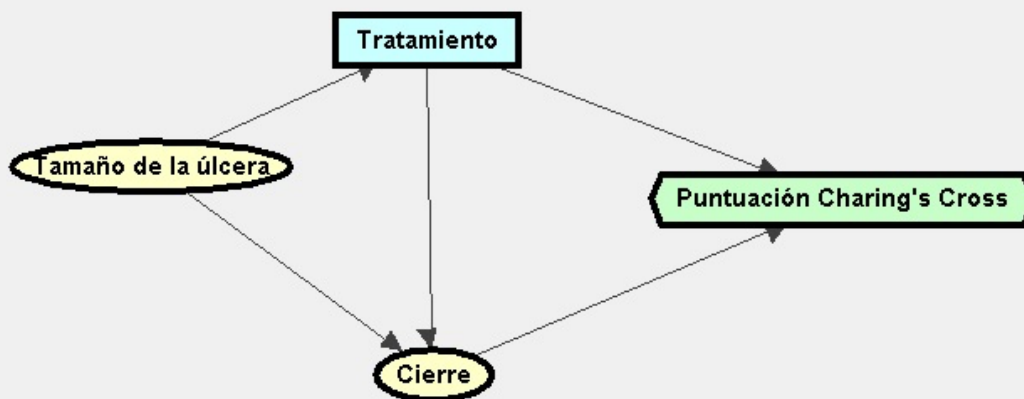 Tratamiento
Tamaño de la úlcera
Puntuación Charing's Cross
Cierre